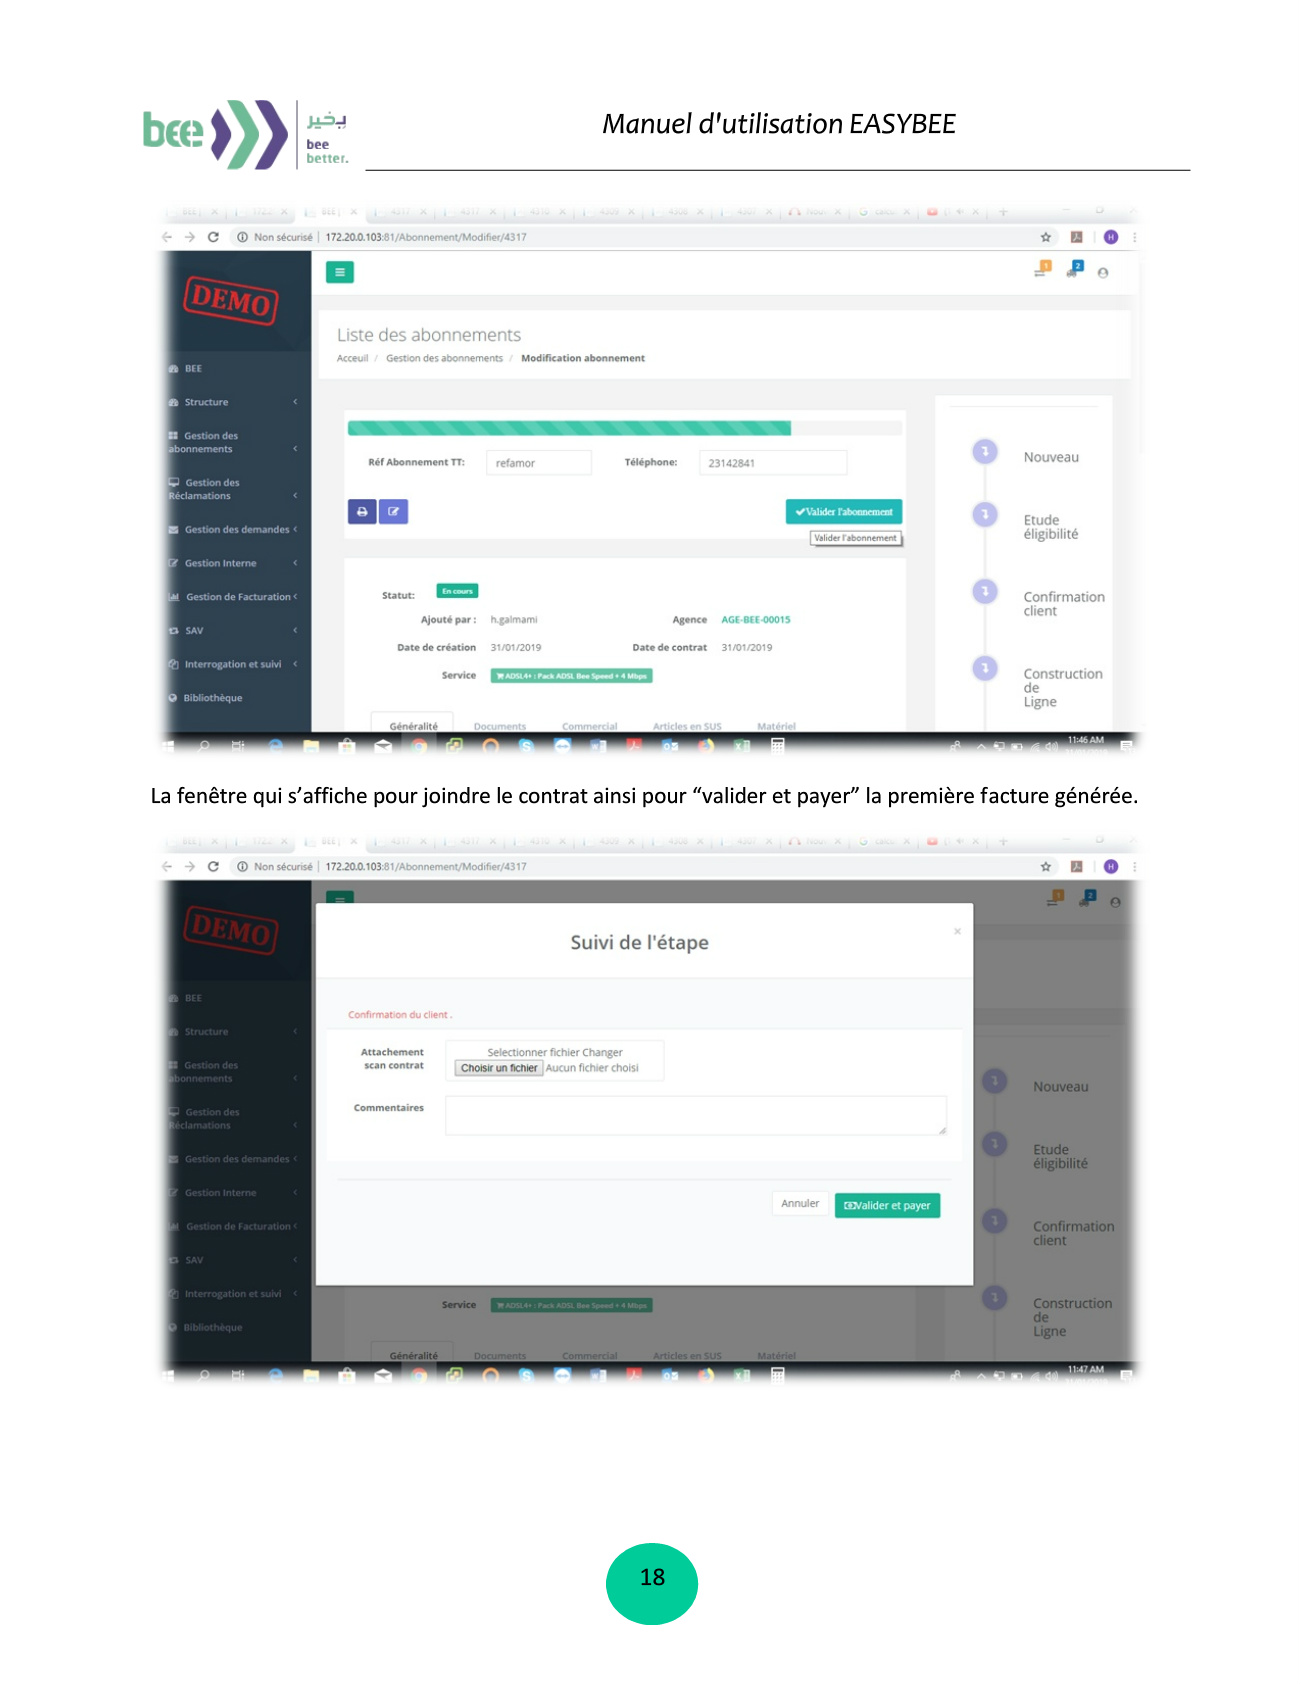 bee
بخير
bee
better.
Manuel d'utilisation EASYBEE
Non sécurisé | 172.20.0.103:81/Abonnement/Modifier/4317
DEMO
1
2
Liste des abonnements
Acceuil / Gestion des abonnements / Modification abonnement
BEE
Structure
Gestion des
abonnements
Gestion des
Réclamations
Gestion des demandes
Gestion Interne
Gestion de Facturation
SAV
Interrogation et suivi
Bibliothèque
Réf Abonnement TT: refamor Téléphone: 23142841
Valider l'abonnement
Valider l'abonnement
Statut: En cours
Ajouté par : h.galmami Agence AGE-BEE-00015
Date de création 31/01/2019 Date de contrat 31/01/2019
Service ADSL4+ : Pack ADSL Bee Speed + 4 Mbps
Généralité Documents Commercial Articles en SUS Matériel
Nouveau
Etude
éligibilité
Confirmation
client
Construction
de
Ligne
11:46 AM
La fenêtre qui s’affiche pour joindre le contrat ainsi pour “valider et payer” la première facture générée.
Non sécurisé | 172.20.0.103:81/Abonnement/Modifier/4317
DEMO
1
2
BEE
Structure
Gestion des
abonnements
Gestion des
Réclamations
Gestion des demandes
Gestion Interne
Gestion de Facturation
SAV
Interrogation et suivi
Bibliothèque
Suivi de l'étape
×
Confirmation du client .
Attachement
scan contrat
Selectionner fichier Changer
Choisir un fichier Aucun fichier choisi
Commentaires
Annuler Valider et payer
Service ADSL4+ : Pack ADSL Bee Speed + 4 Mbps
Généralité Documents Commercial Articles en SUS Matériel
Nouveau
Etude
éligibilité
Confirmation
client
Construction
de
Ligne
11:47 AM
18